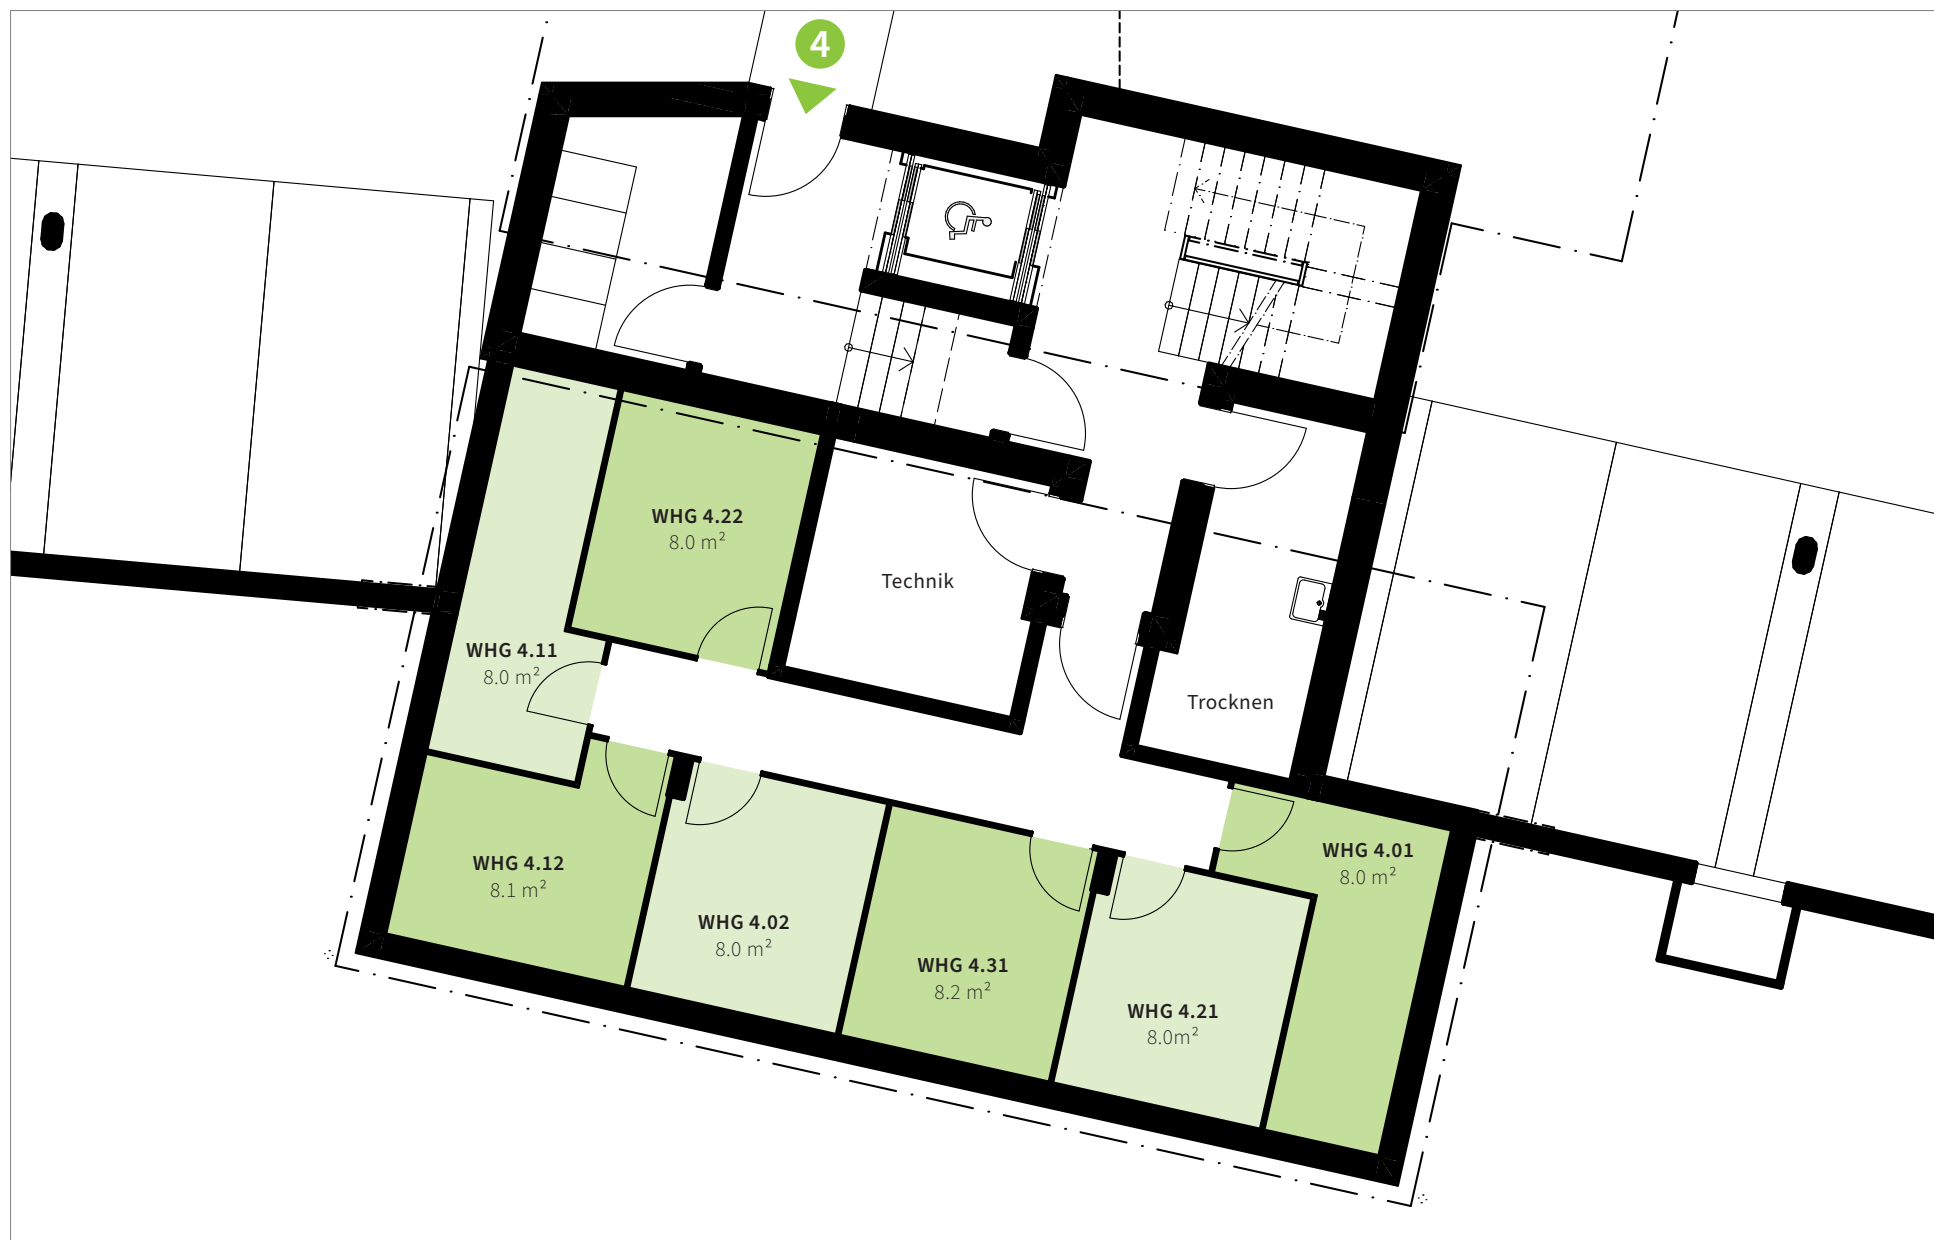 4
WHG 4.22
8.0 m²
Technik
WHG 4.11
8.0 m²
Trocknen
WHG 4.12
8.1 m²
WHG 4.02
8.0 m²
WHG 4.31
8.2 m²
WHG 4.21
8.0m²
WHG 4.01
8.0 m²